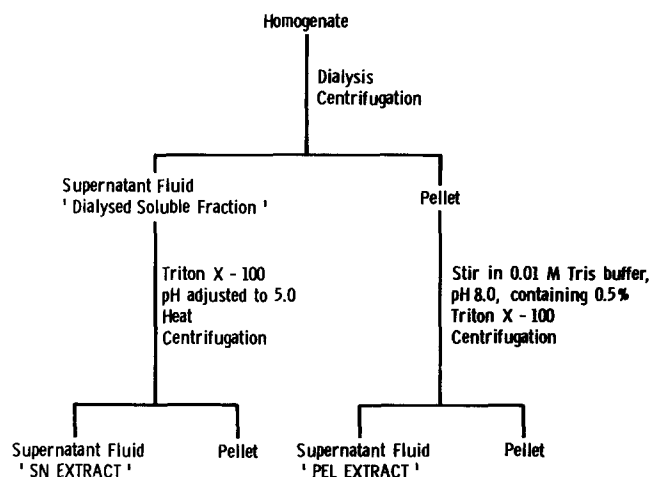 Homogenate
Dialysis
Centrifugation
Supernatant Fluid
' Dialysed Soluble Fraction '
Pellet
Triton X - 100
pH adjusted to 5.0
Heat
Centrifugation
Stir in 0.01 M Tris buffer,
pH 8.0, containing 0.5%
Triton X - 100
Centrifugation
Supernatant Fluid
' SN EXTRACT '
Pellet
Supernatant Fluid
' PEL EXTRACT '
Pellet